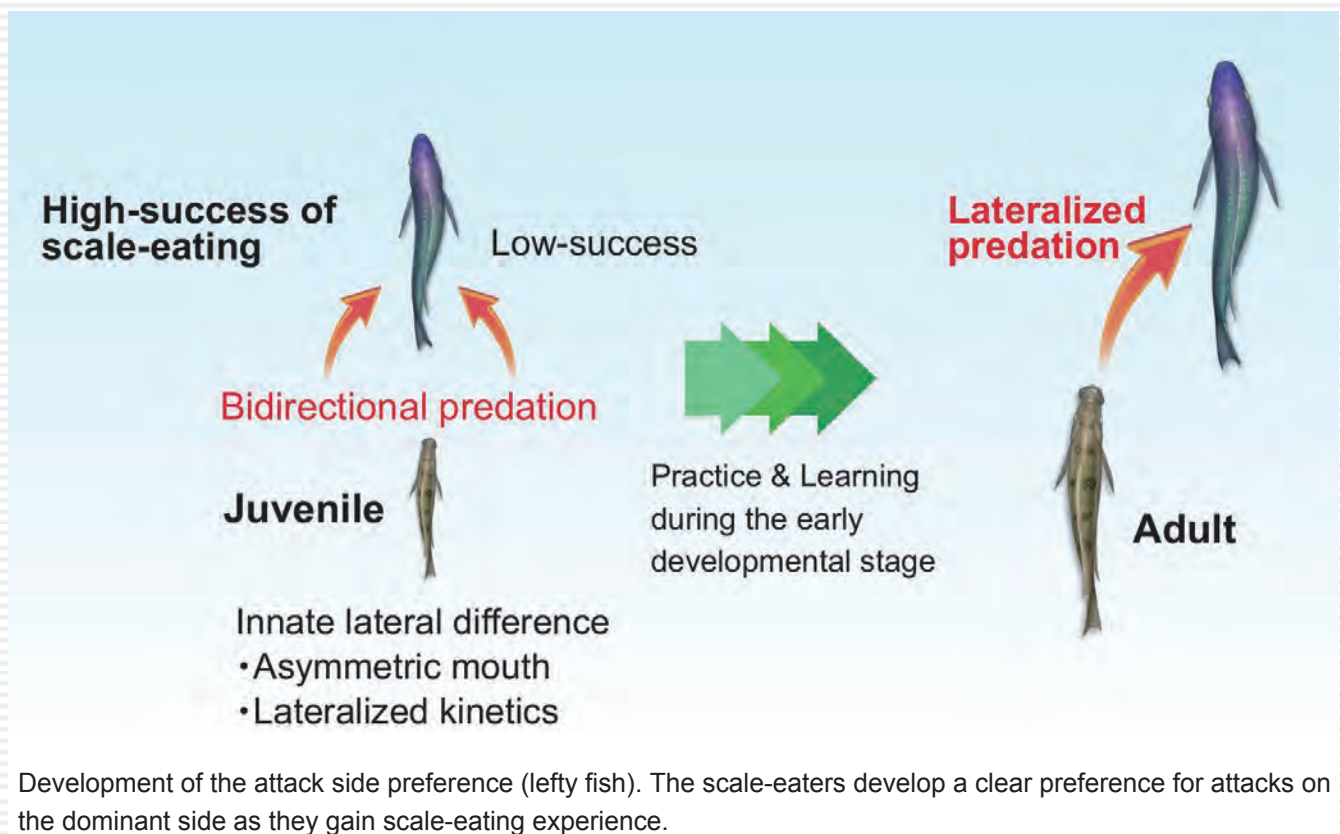 High-success of
scale-eating
Low-success
Lateralized
predation
Bidirectional predation
Juvenile
Practice & Learning
during the early
developmental stage
Adult
Innate lateral difference
・Asymmetric mouth
・Lateralized kinetics
Development of the attack side preference (lefty fish). The scale-eaters develop a clear preference for attacks on
the dominant side as they gain scale-eating experience.